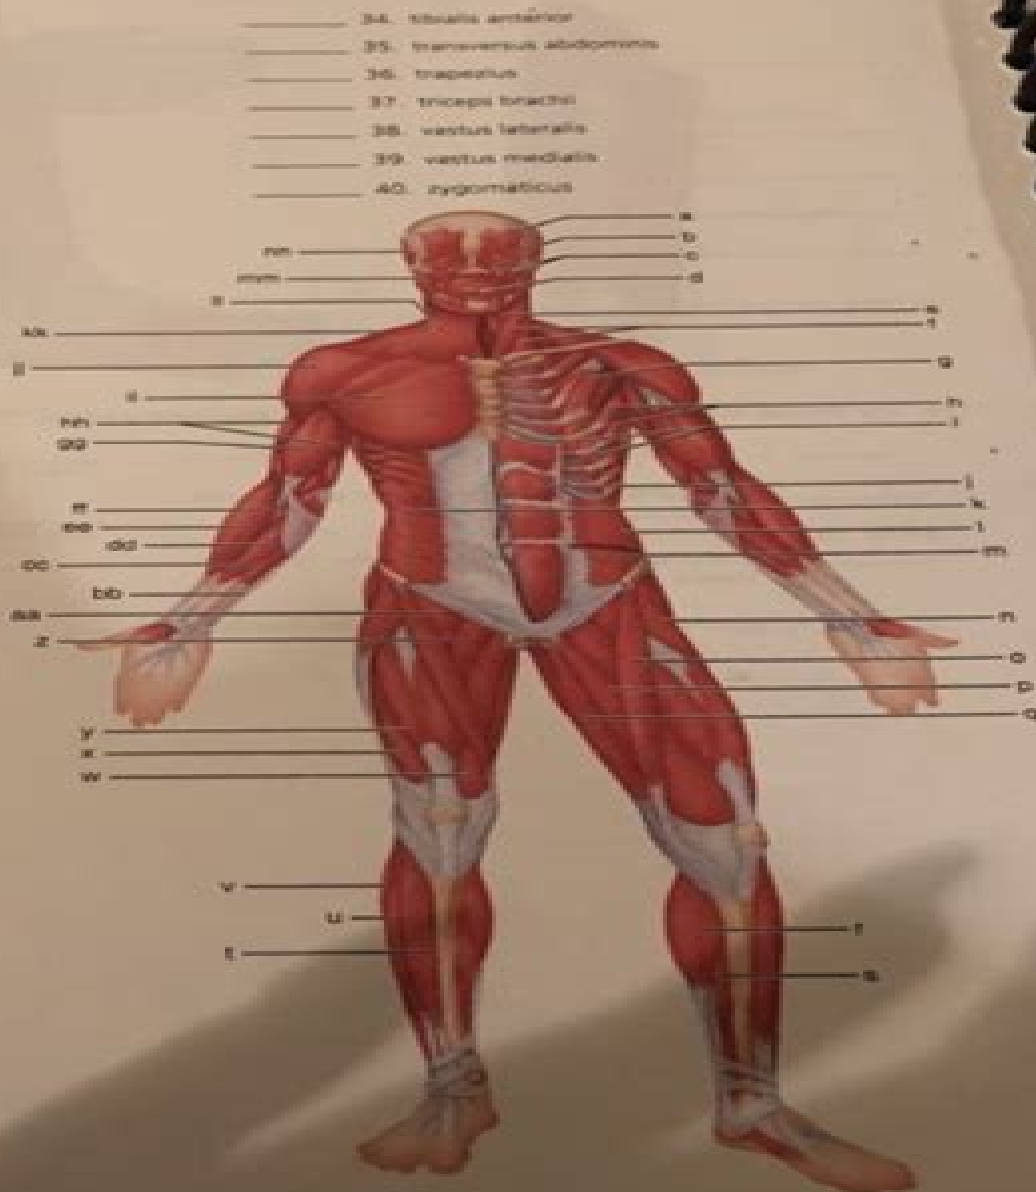 34. tibialis anterior
35. transversus abdominis
36. trapezius
37. triceps brachii
38. vastus lateralis
39. vastus medialis
40. zygomaticus
a
b
nn
c
mm
d
ll
e
f
kk
g
jj
ii
h
hh
i
gg
j
k
ff
l
ee
dd
m
cc
bb
n
aa
z
o
p
q
y
x
w
v
u
r
t
s